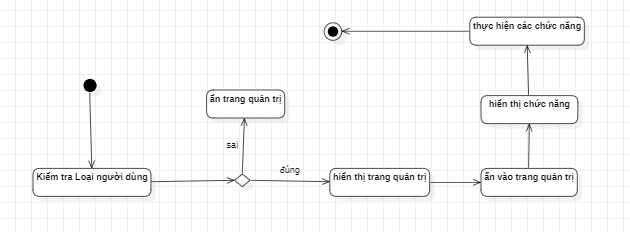 thực hiện các chức năng
ẩn trang quản trị
hiển thị chức năng
sai
đúng
Kiểm tra Loại người dùng
hiển thị trang quản trị
ấn vào trang quản trị